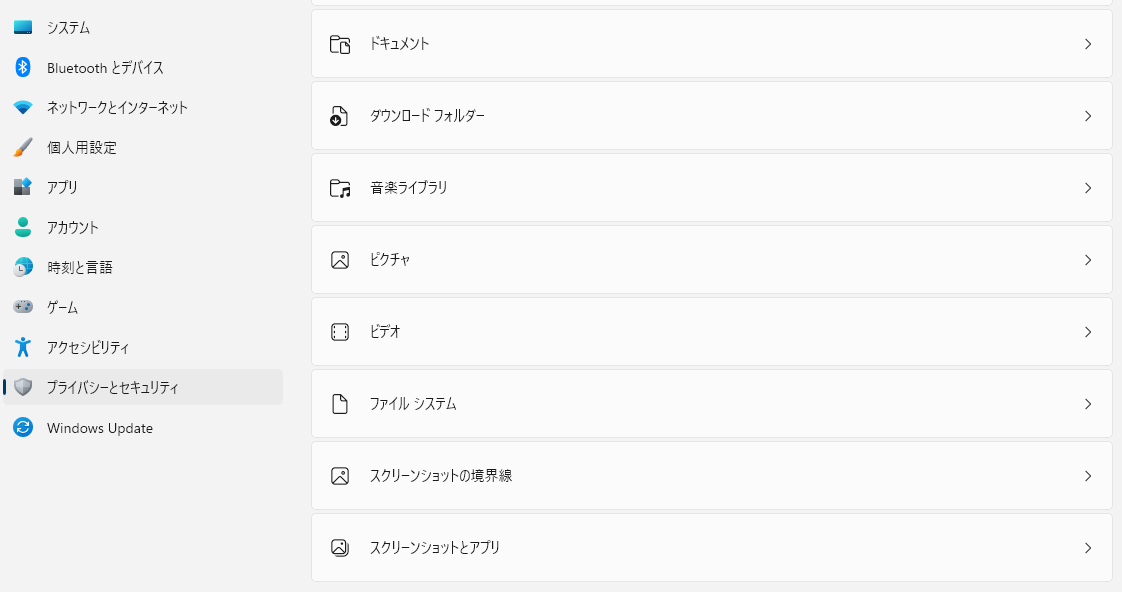 システム
Bluetooth とデバイス
ネットワークとインターネット
個人用設定
アプリ
アカウント
時刻と言語
ゲーム
アクセシビリティ
プライバシーとセキュリティ
Windows Update
ドキュメント
ダウンロード フォルダー
音楽ライブラリ
ピクチャ
ビデオ
ファイル システム
スクリーンショットの境界線
スクリーンショットとアプリ